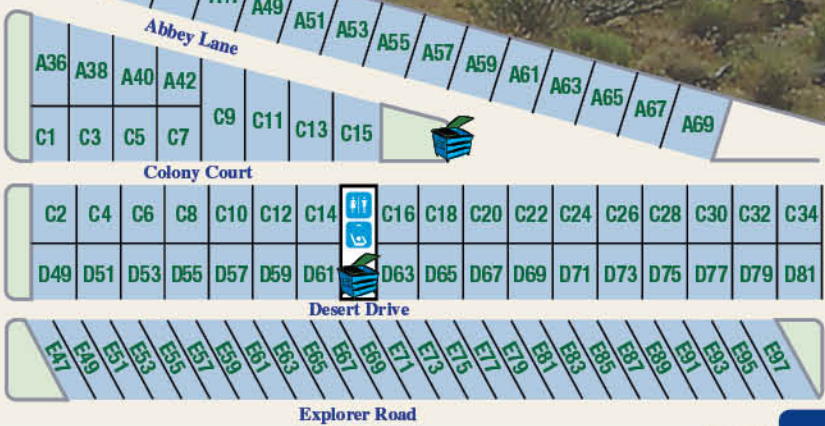 A49 A51 A53 A55 A57 A59 A61 A63 A65 A67 A69
Abbey Lane
A36 A38 A40 A42
C9 C11 C13 C15
C1 C3 C5 C7
Colony Court
C2 C4 C6 C8 C10 C12 C14 C16 C18 C20 C22 C24 C26 C28 C30 C32 C34
D49 D51 D53 D55 D57 D59 D61 D63 D65 D67 D69 D71 D73 D75 D77 D79 D81
Desert Drive
E47 E49 E51 E53 E55 E57 E59 E61 E63 E65 E67 E69 E71 E73 E75 E77 E79 E81 E83 E85 E87 E89 E91 E93 E95 E97
Explorer Road